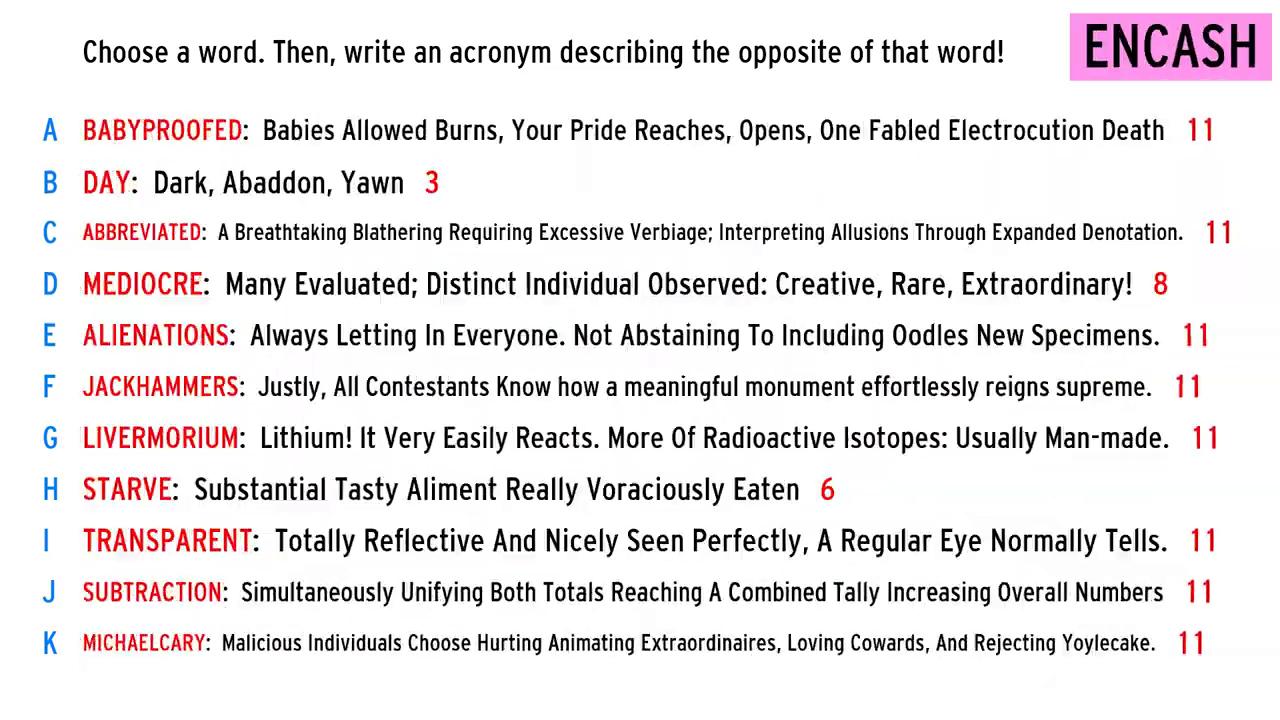 Choose a word. Then, write an acronym describing the opposite of that word!
ENCASH
A BABYPROOFED: Babies Allowed Burns, Your Pride Reaches, Opens, One Fabled Electrocution Death 11
B DAY: Dark, Abaddon, Yawn 3
C ABBREVIATED: A Breathtaking Blathering Requiring Excessive Verbiage; Interpreting Allusions Through Expanded Denotation. 11
D MEDIOCRE: Many Evaluated; Distinct Individual Observed: Creative, Rare, Extraordinary! 8
E ALIENATIONS: Always Letting In Everyone. Not Abstaining To Including Oodles New Specimens. 11
F JACKHAMMERS: Justly, All Contestants Know how a meaningful monument effortlessly reigns supreme. 11
G LIVERMORIUM: Lithium! It Very Easily Reacts. More Of Radioactive Isotopes: Usually Man-made. 11
H STARVE: Substantial Tasty Aliment Really Voraciously Eaten 6
I TRANSPARENT: Totally Reflective And Nicely Seen Perfectly, A Regular Eye Normally Tells. 11
J SUBTRACTION: Simultaneously Unifying Both Totals Reaching A Combined Tally Increasing Overall Numbers 11
K MICHAELCARY: Malicious Individuals Choose Hurting Animating Extraordinaires, Loving Cowards, And Rejecting Yoylecake. 11